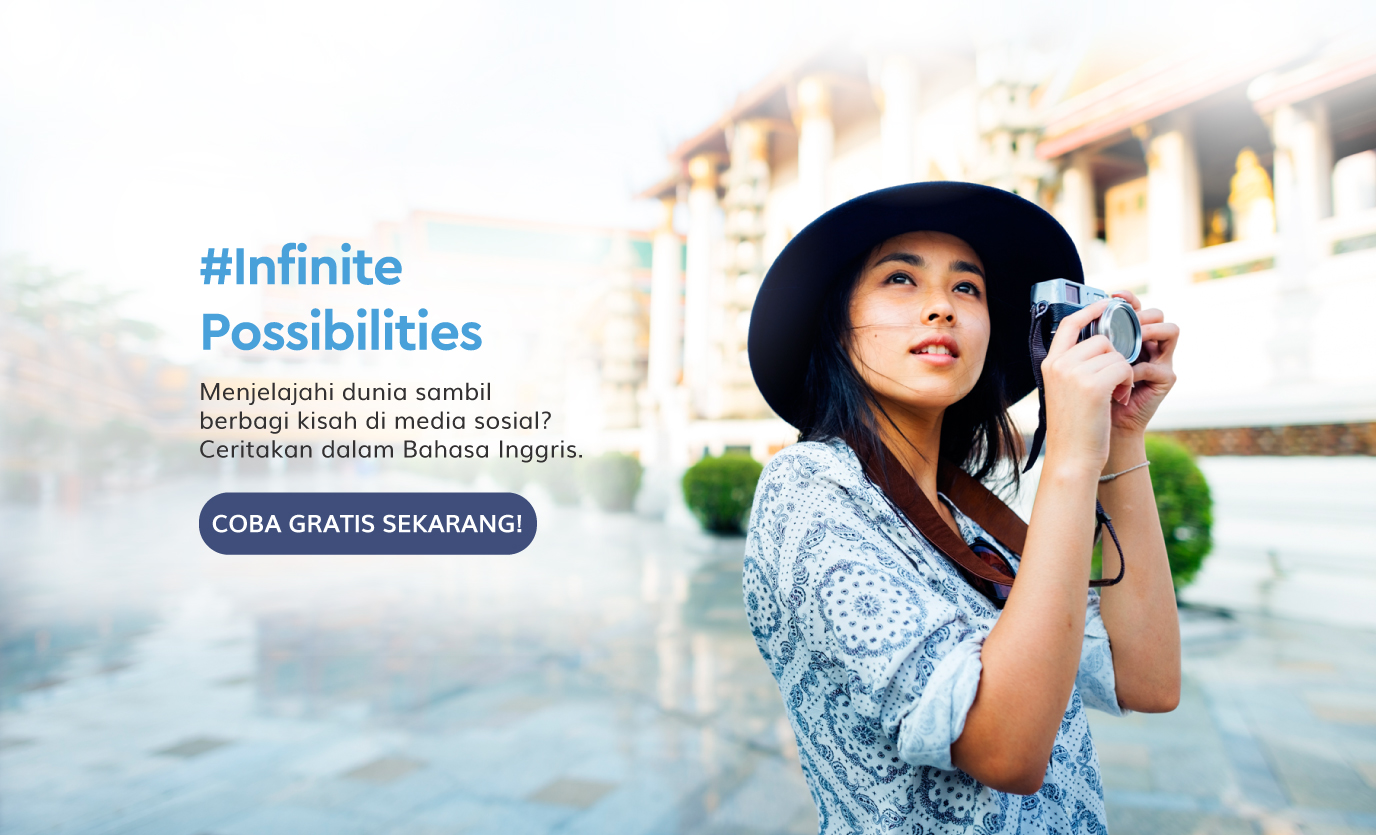 #Infinite
Possibilities
Menjelajahi dunia sambil
berbagi kisah di media sosial?
Ceritakan dalam Bahasa Inggris.
COBA GRATIS SEKARANG!